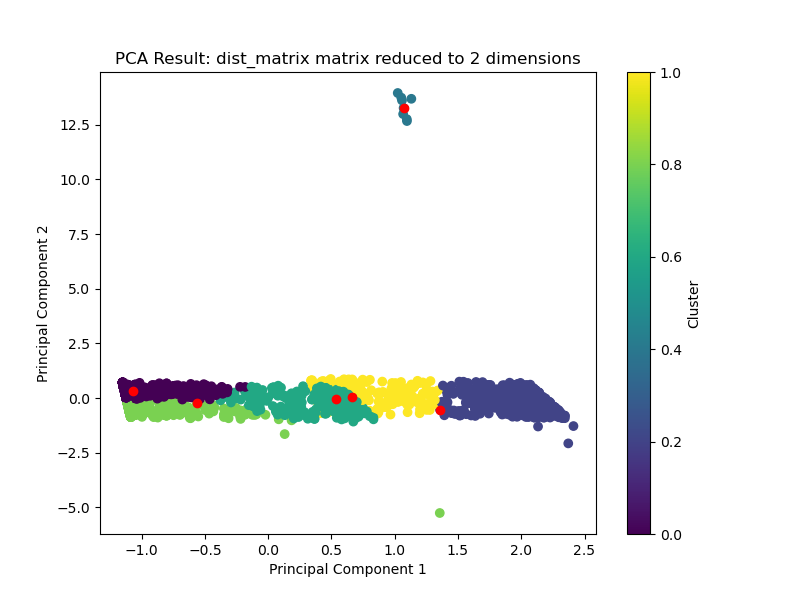 PCA Result: dist_matrix matrix reduced to 2 dimensions
12.5
10.0
7.5
5.0
2.5
0.0
−2.5
−5.0
Principal Component 2
−1.0 −0.5 0.0 0.5 1.0 1.5 2.0 2.5
Principal Component 1
1.0
0.8
0.6
0.4
0.2
0.0
Cluster